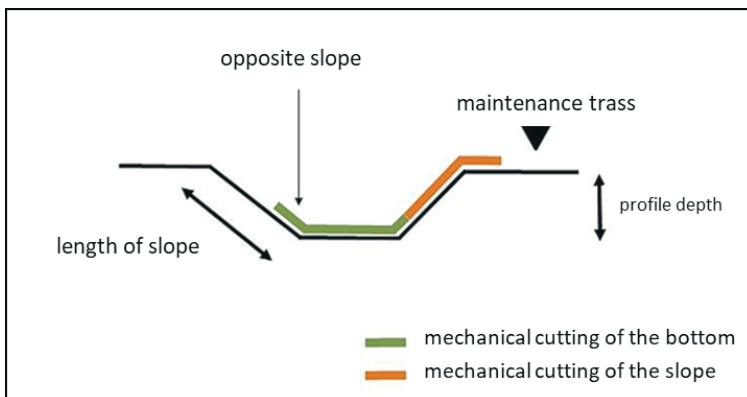 opposite slope
maintenance trass
profile depth
length of slope
mechanical cutting of the bottom
mechanical cutting of the slope